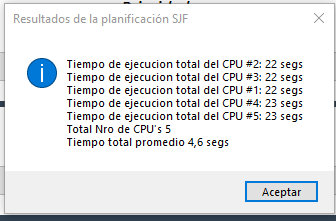 Resultados de la planificación SJF
Tiempo de ejecucion total del CPU #2: 22 segs
Tiempo de ejecucion total del CPU #3: 22 segs
Tiempo de ejecucion total del CPU #1: 22 segs
Tiempo de ejecucion total del CPU #4: 23 segs
Tiempo de ejecucion total del CPU #5: 23 segs
Total Nro de CPU's 5
Tiempo total promedio 4,6 segs
Aceptar